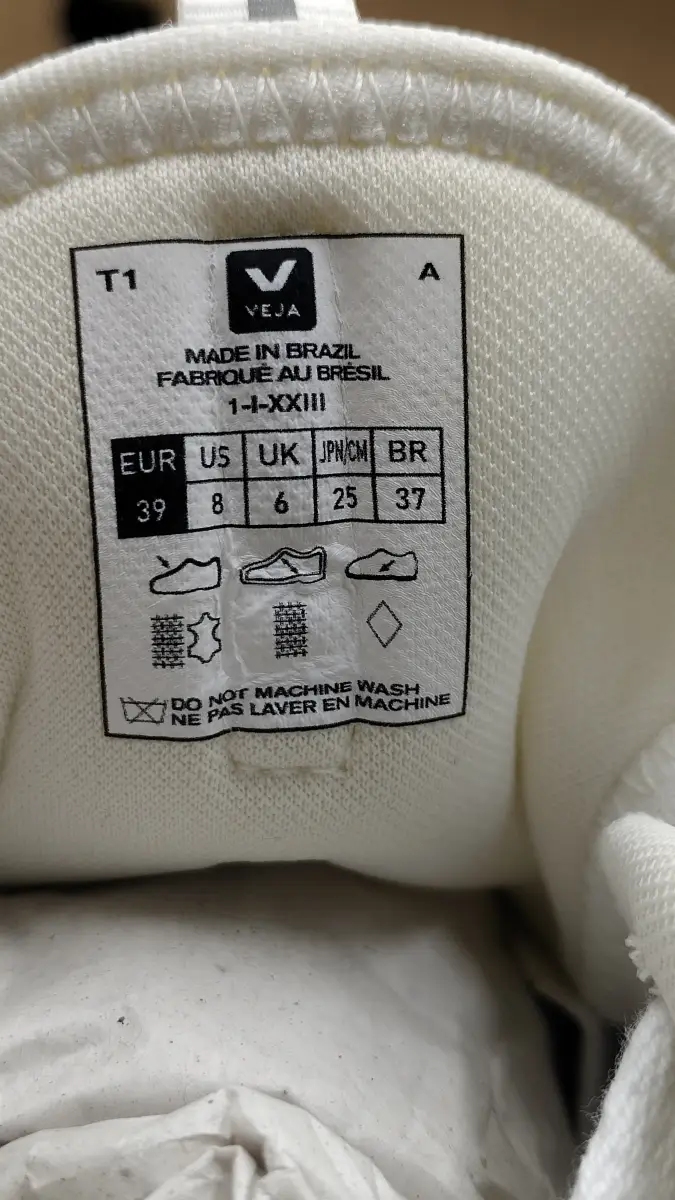 T1
A
VEJA
MADE IN BRAZIL
FABRIQUÉ AU BRÉSIL
1-I-XXIII
EUR US UK JPN/CM BR
39 8 6 25 37
DO NOT MACHINE WASH
NE PAS LAVER EN MACHINE